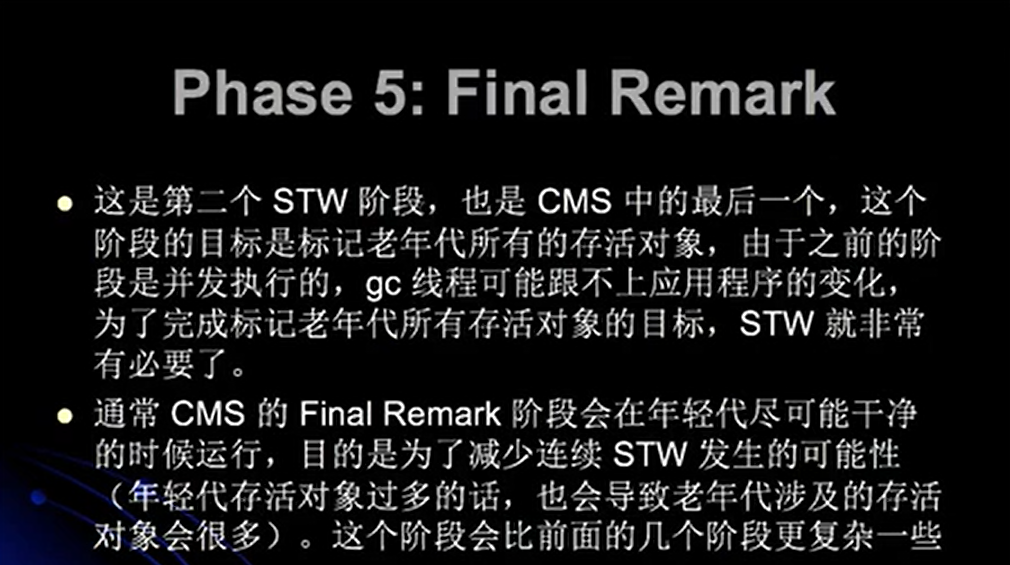 Phase 5: Final Remark
这是第二个 STW 阶段，也是 CMS 中的最后一个，这个
阶段的目标是标记老年代所有的存活对象，由于之前的阶
段是并发执行的，gc 线程可能跟不上应用程序的变化，
为了完成标记老年代所有存活对象的目标，STW 就非常
有必要了。
通常 CMS 的 Final Remark 阶段会在年轻代尽可能干净
的时候运行，目的是为了减少连续 STW 发生的可能性
（年轻代存活对象过多的话，也会导致老年代涉及的存活
对象会很多）。这个阶段会比前面的几个阶段更复杂一些